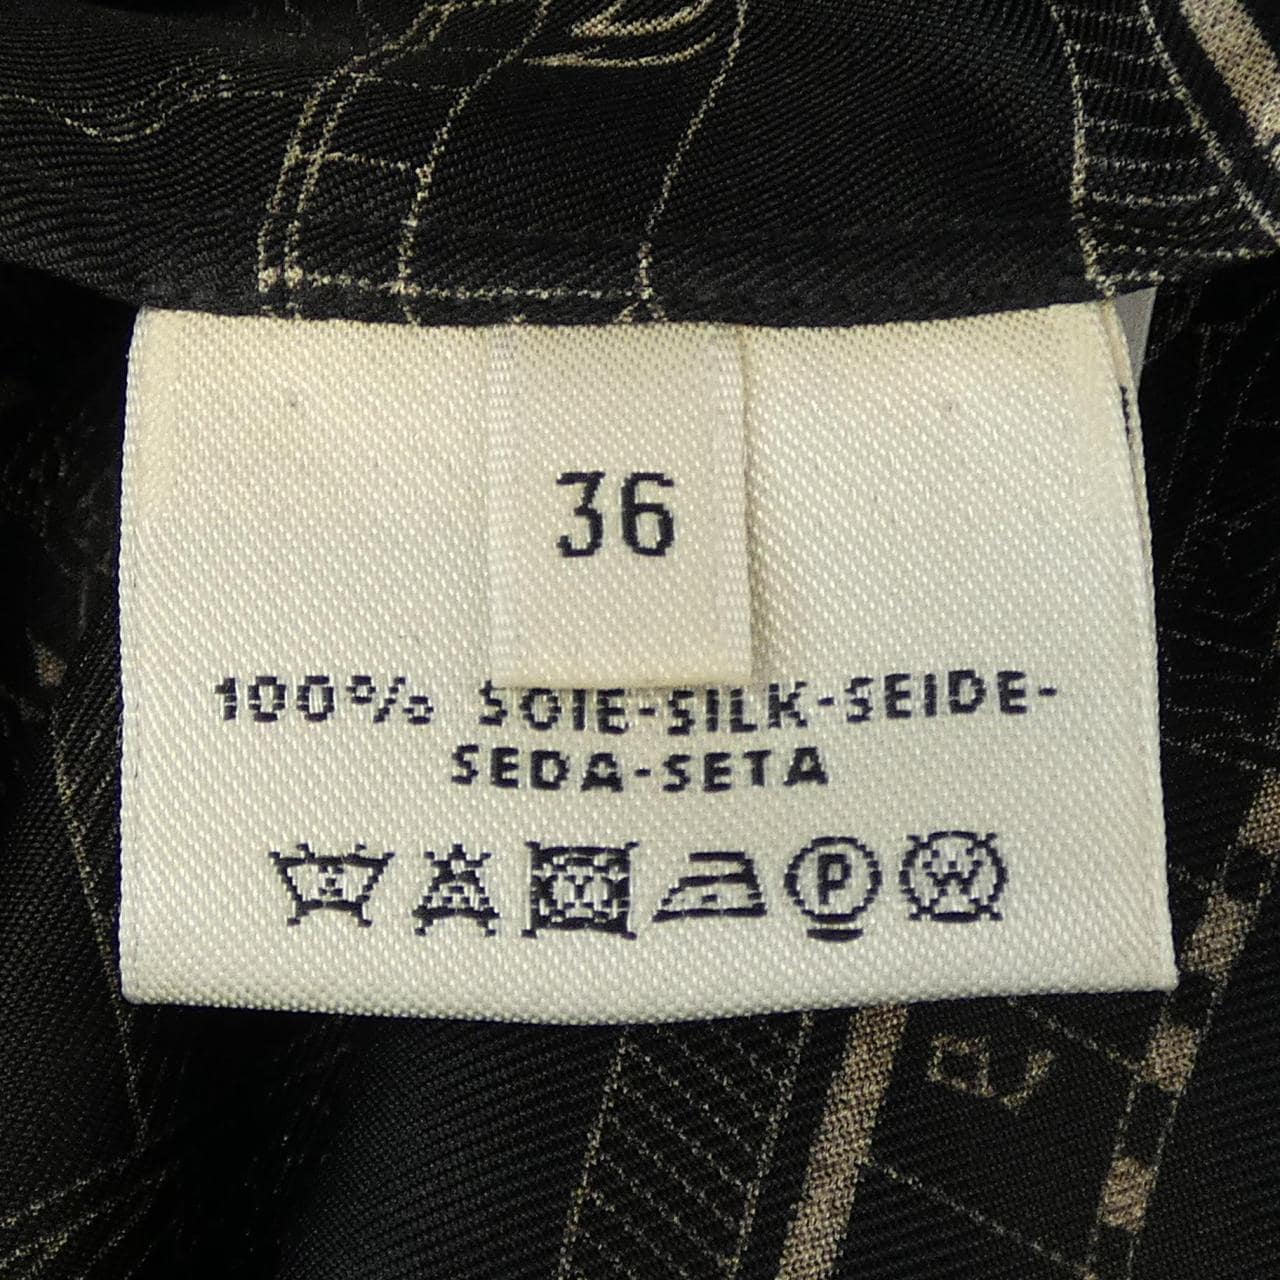 36
100% SOIE-SILK-SEIDE-
SEDA-SETA
P W